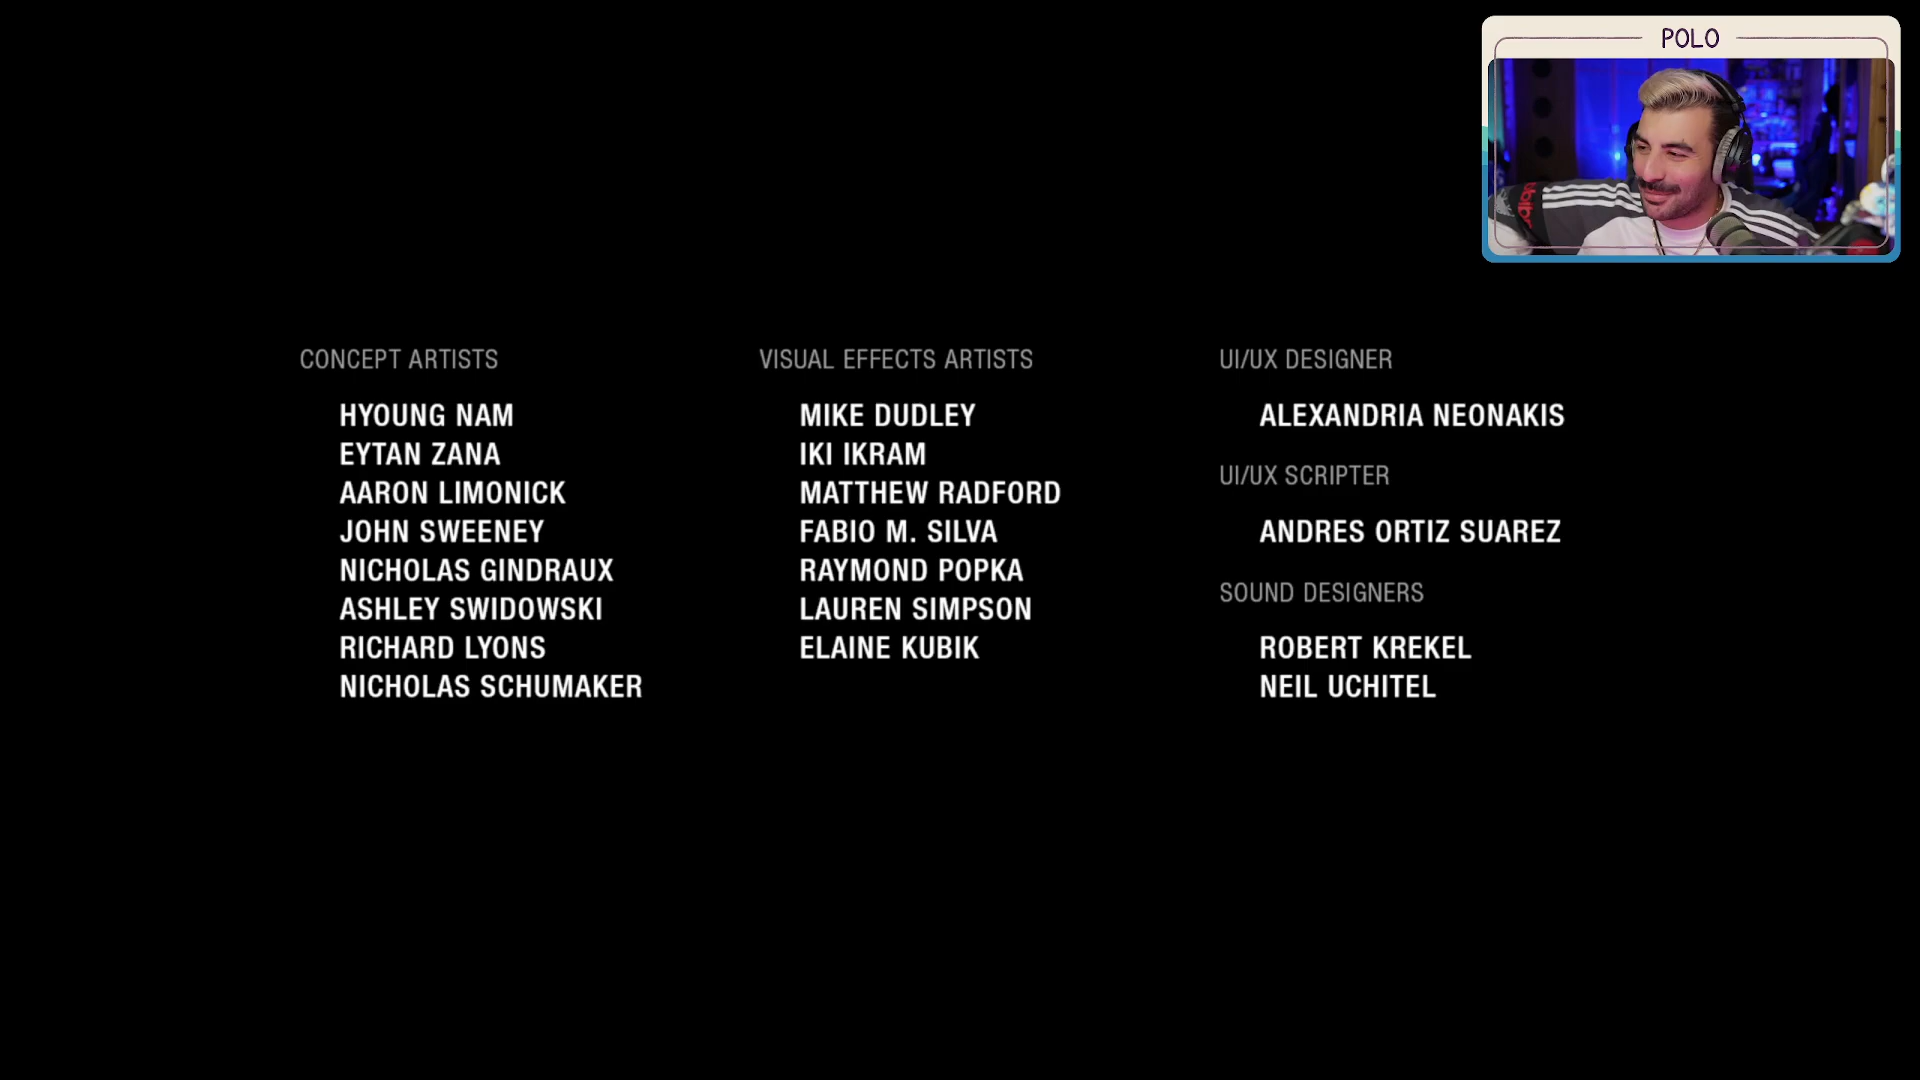 POLO
adidas
CONCEPT ARTISTS
HYOUNG NAM
EYTAN ZANA
AARON LIMONICK
JOHN SWEENEY
NICHOLAS GINDRAUX
ASHLEY SWIDOWSKI
RICHARD LYONS
NICHOLAS SCHUMAKER
VISUAL EFFECTS ARTISTS
MIKE DUDLEY
IKI IKRAM
MATTHEW RADFORD
FABIO M. SILVA
RAYMOND POPKA
LAUREN SIMPSON
ELAINE KUBIK
UI/UX DESIGNER
ALEXANDRIA NEONAKIS
UI/UX SCRIPTER
ANDRES ORTIZ SUAREZ
SOUND DESIGNERS
ROBERT KREKEL
NEIL UCHITEL